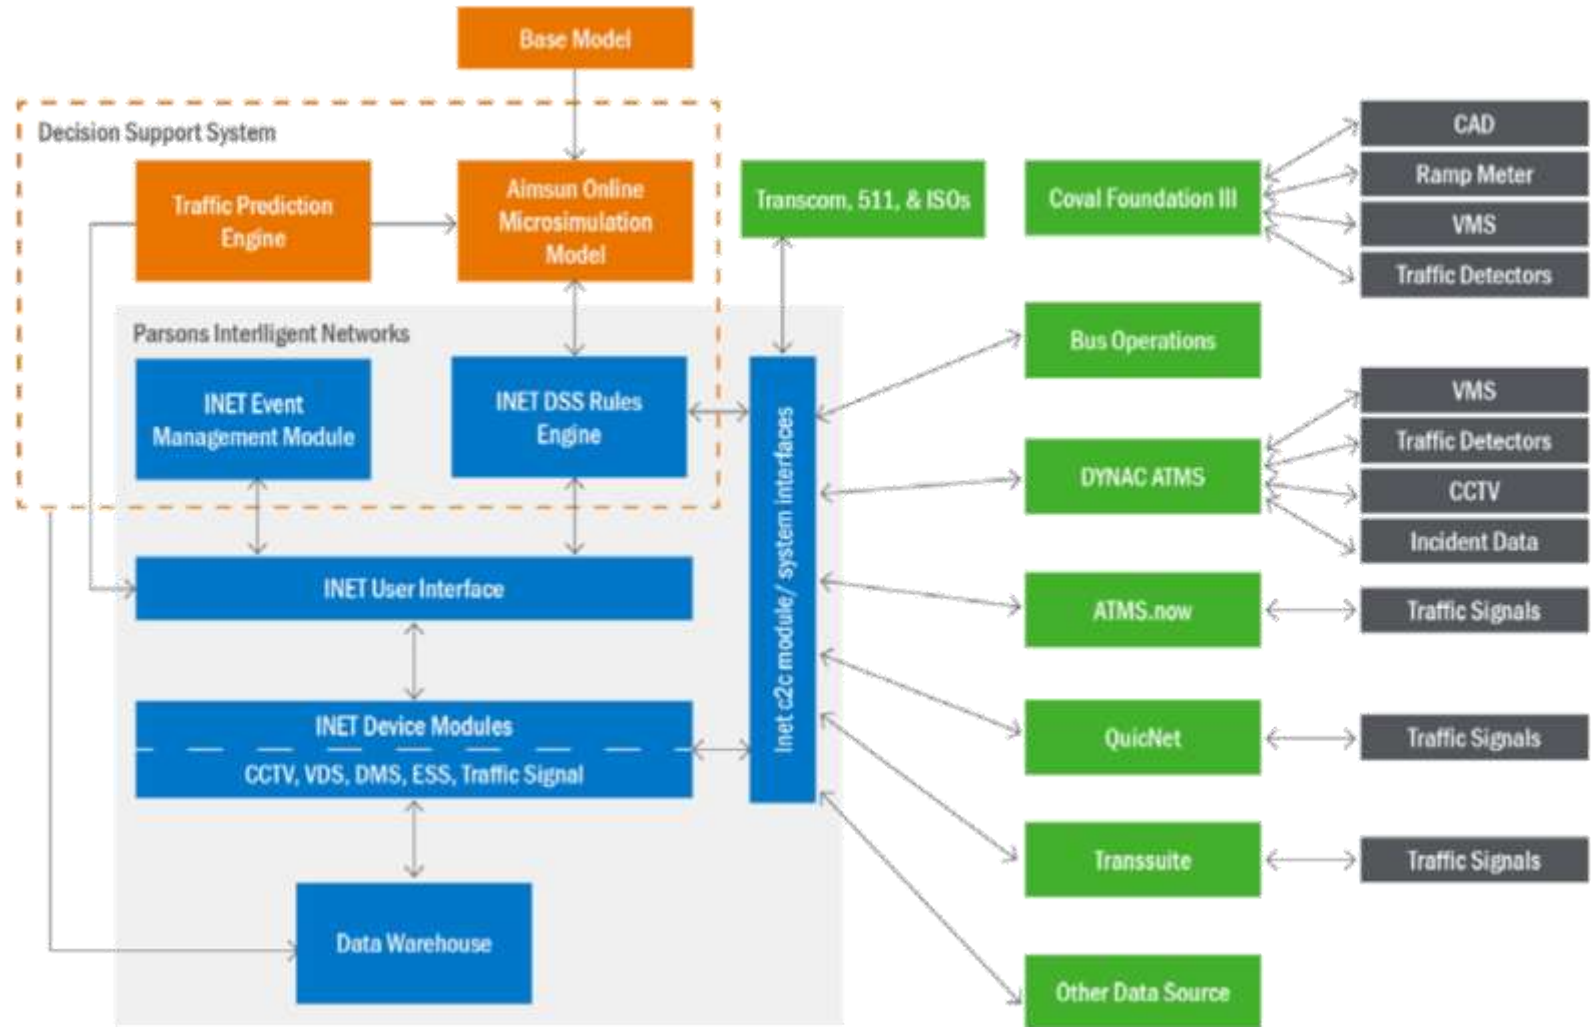 Base Model
Decision Support System
Traffic Prediction
Engine
Aimsun Online
Microsimulation
Model
Transcom, 511, & ISOs
Coval Foundation III
CAD
Ramp Meter
VMS
Traffic Detectors
Parsons Interlligent Networks
INET Event
Management Module
INET DSS Rules
Engine
Inet c2c module/ system interfaces
Bus Operations
DYNAC ATMS
VMS
Traffic Detectors
CCTV
Incident Data
INET User Interface
ATMS.now
Traffic Signals
INET Device Modules
CCTV, VDS, DMS, ESS, Traffic Signal
QuicNet
Traffic Signals
Transsuite
Traffic Signals
Data Warehouse
Other Data Source